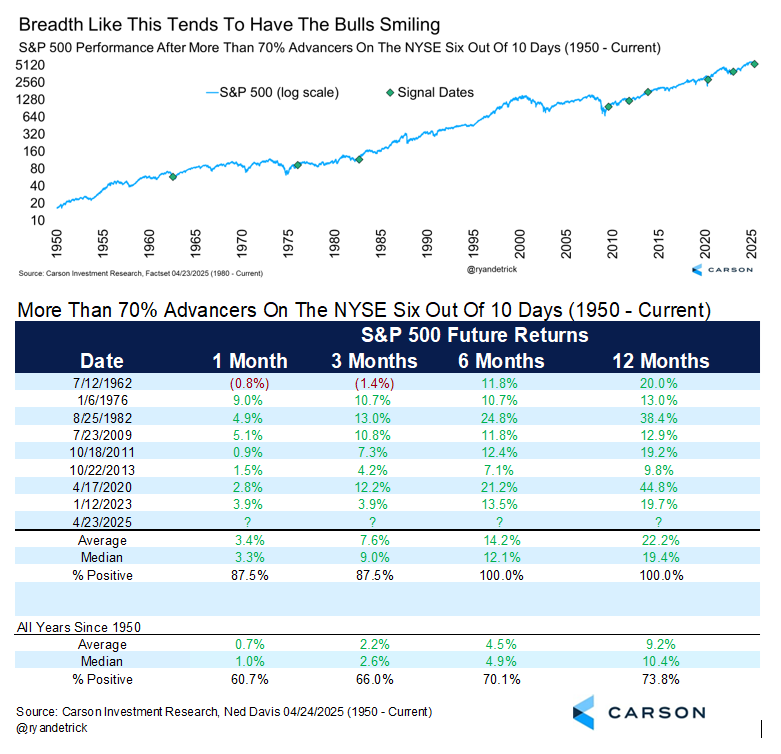 Breadth Like This Tends To Have The Bulls Smiling
S&P 500 Performance After More Than 70% Advancers On The NYSE Six Out Of 10 Days (1950 - Current)
5120
2560
1280
640
320
160
80
40
20
10
S&P 500 (log scale) Signal Dates
1950 1955 1960 1965 1970 1975 1980 1985 1990 1995 2000 2005 2010 2015 2020 2025
Source: Carson Investment Research, Factset 04/23/2025 (1980 - Current) @ryandetrick CARSON
More Than 70% Advancers On The NYSE Six Out Of 10 Days (1950 - Current)
S&P 500 Future Returns
Date 1 Month 3 Months 6 Months 12 Months
7/12/1962 (0.8%) (1.4%) 11.8% 20.0%
1/6/1976 9.0% 10.7% 10.7% 13.0%
8/25/1982 4.9% 13.0% 24.8% 38.4%
7/23/2009 5.1% 10.8% 11.8% 12.9%
10/18/2011 0.9% 7.3% 12.4% 19.2%
10/22/2013 1.5% 4.2% 7.1% 9.8%
4/17/2020 2.8% 12.2% 21.2% 44.8%
1/12/2023 3.9% 3.9% 13.5% 19.7%
4/23/2025 ? ? ? ?
Average 3.4% 7.6% 14.2% 22.2%
Median 3.3% 9.0% 12.1% 19.4%
% Positive 87.5% 87.5% 100.0% 100.0%
All Years Since 1950
Average 0.7% 2.2% 4.5% 9.2%
Median 1.0% 2.6% 4.9% 10.4%
% Positive 60.7% 66.0% 70.1% 73.8%
Source: Carson Investment Research, Ned Davis 04/24/2025 (1950 - Current)
@ryandetrick
CARSON